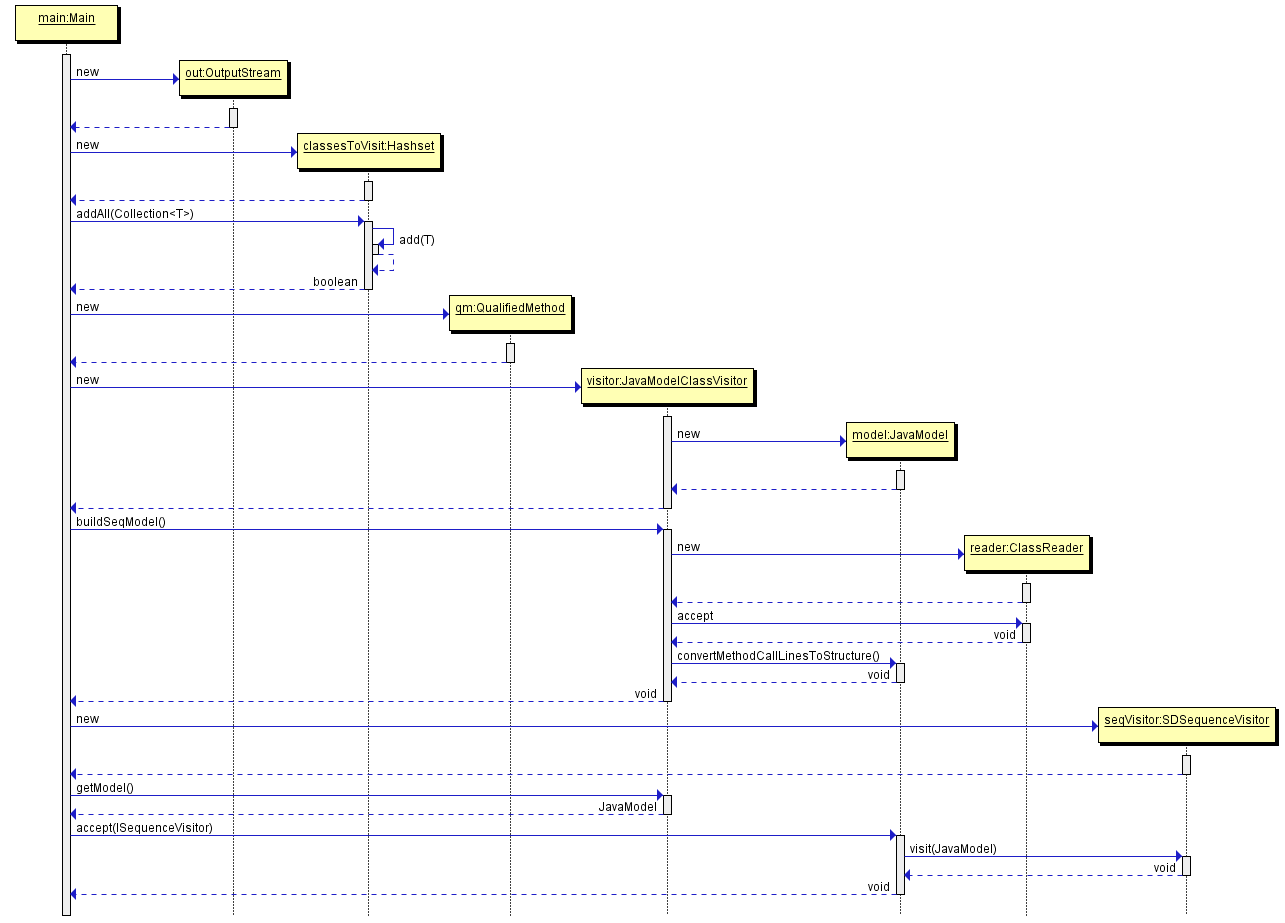 main:Main
new
out:OutputStream
new
classesToVisit:Hashset
addAll(Collection<T>)
add(T)
boolean
new
qm:QualifiedMethod
new
visitor:JavaModelClassVisitor
new
model:JavaModel
buildSeqModel()
new
reader:ClassReader
accept
void
convertMethodCallLinesToStructure()
void
void
new
seqVisitor:SDSequenceVisitor
getModel()
JavaModel
accept(ISequenceVisitor)
visit(JavaModel)
void
void